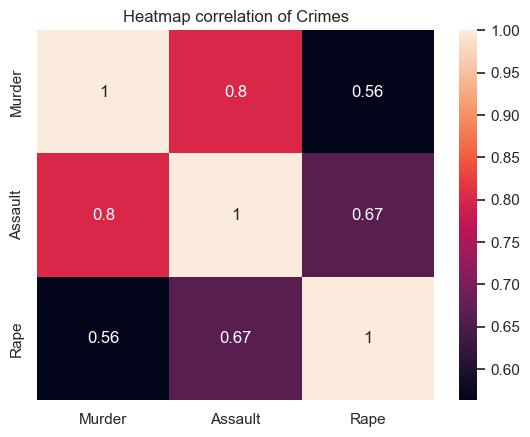 Heatmap correlation of Crimes
Murder
1
0.8
0.56
Assault
0.8
1
0.67
Rape
0.56
0.67
1
Murder
Assault
Rape
1.00
0.95
0.90
0.85
0.80
0.75
0.70
0.65
0.60